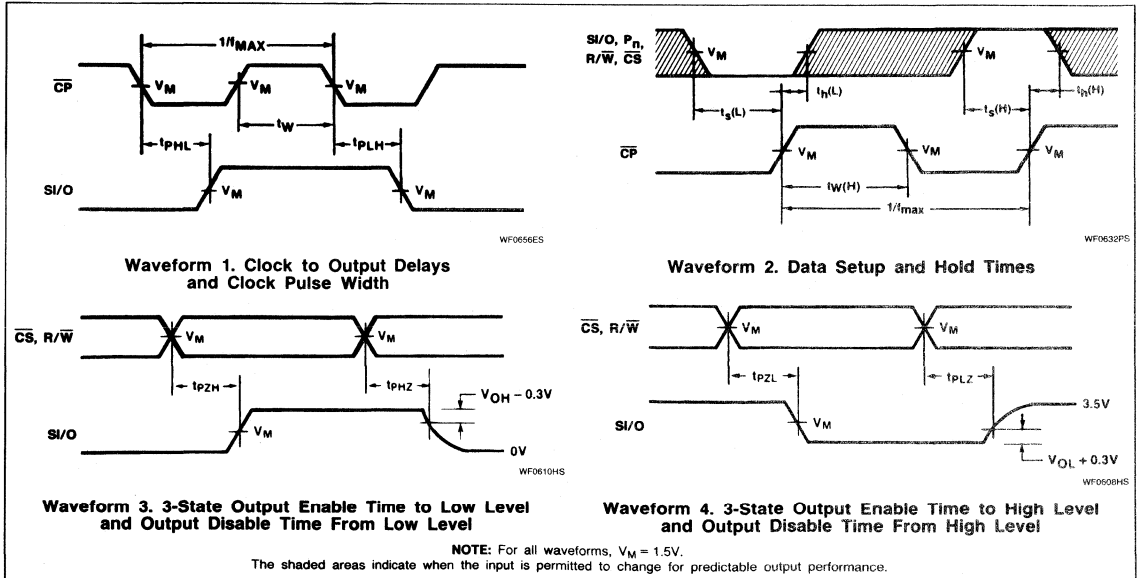 1/fMAX
C̅P̅
VM
VM
VM
tW
tPHL
tPLH
SI/O
VM
VM
WF0656ES
Waveform 1. Clock to Output Delays
and Clock Pulse Width
SI/O, Pn,
R/W̅, C̅S̅
VM
VM
th(L)
th(H)
ts(L)
ts(H)
C̅P̅
VM
VM
VM
tW(H)
1/fmax
WF0632PS
Waveform 2. Data Setup and Hold Times
C̅S̅, R/W̅
VM
VM
tPZH
tPHZ
VOH − 0.3V
SI/O
VM
0V
WF0610HS
Waveform 3. 3-State Output Enable Time to Low Level
and Output Disable Time From Low Level
C̅S̅, R/W̅
VM
VM
tPZL
tPLZ
3.5V
SI/O
VM
VOL + 0.3V
WF0608HS
Waveform 4. 3-State Output Enable Time to High Level
and Output Disable Time From High Level
NOTE: For all waveforms, VM = 1.5V.
The shaded areas indicate when the input is permitted to change for predictable output performance.